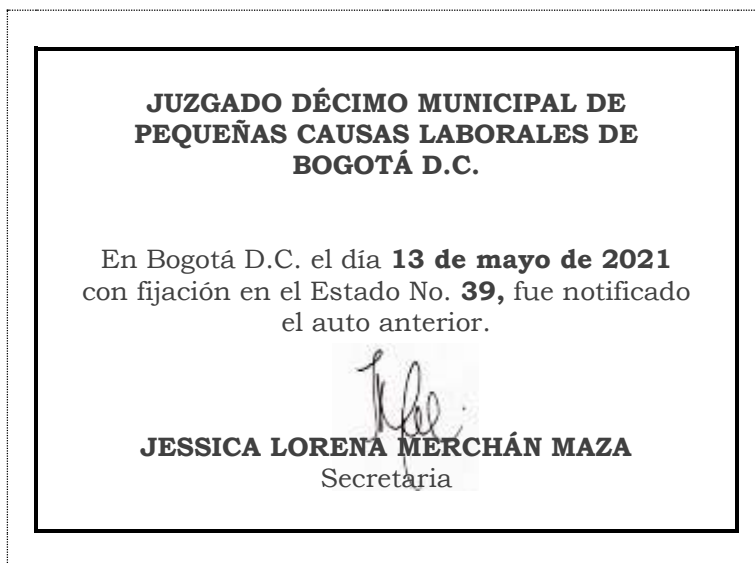 JUZGADO DÉCIMO MUNICIPAL DE
PEQUEÑAS CAUSAS LABORALES DE
BOGOTÁ D.C.
En Bogotá D.C. el día 13 de mayo de 2021
con fijación en el Estado No. 39, fue notificado
el auto anterior.
JESSICA LORENA MERCHÁN MAZA
Secretaria